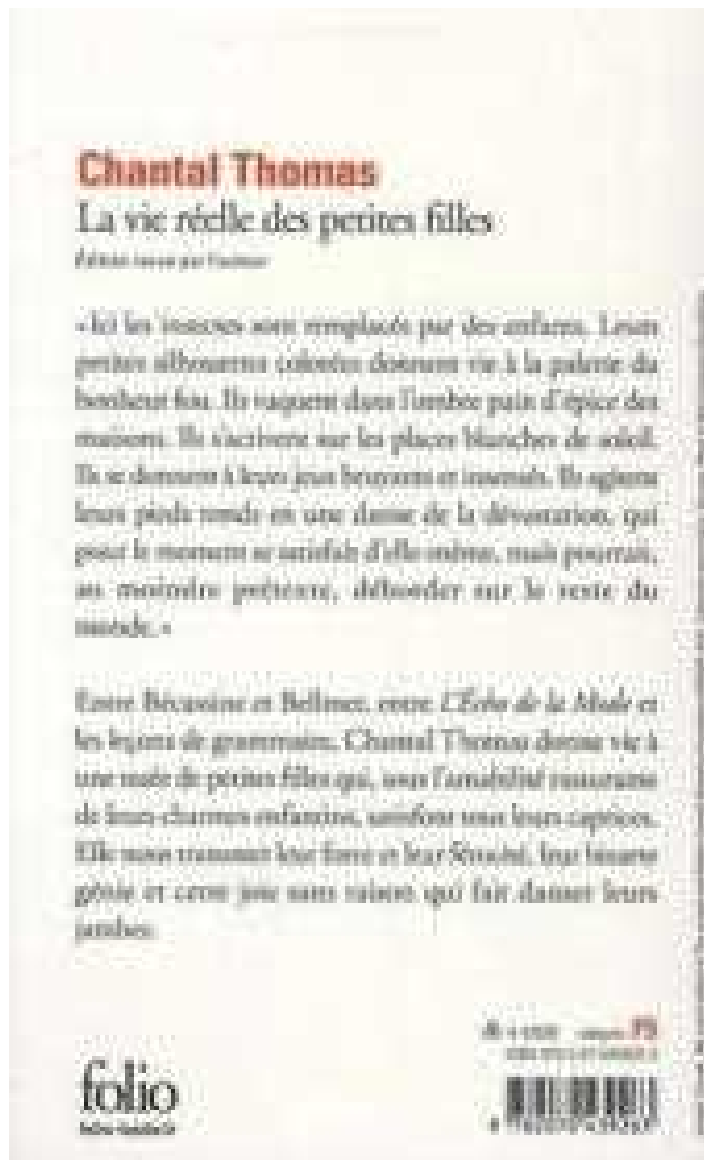 Chantal Thomas
La vie réelle des petites filles
Édition revue par l'auteur
«Ici les insectes sont remplacés par des enfants. Leurs
petites silhouettes colorées donnent vie à la palette du
bonheur fou. Ils vaquent dans l'ombre pain d'épice des
maisons. Ils s'activent sur les places blanches de soleil.
Ils se donnent à leurs jeux bruyants et insensés. Ils agitent
leurs pieds ronds en une danse de la dévastation, qui
pour le moment se satisfait d'elle-même, mais pourrait,
au moindre prétexte, déborder sur le reste du
monde.»
Entre Bécassine et Bellmer, entre L'Écho de la Mode et
les leçons de grammaire, Chantal Thomas donne vie à
une nuée de petites filles qui, sous l'amabilité rassurante
de leurs charmes enfantins, satisfont tous leurs caprices.
Elle nous transmet leur force et leur férocité, leur bizarre
génie et cette joie sans raison qui fait danser leurs
jambes.
folio